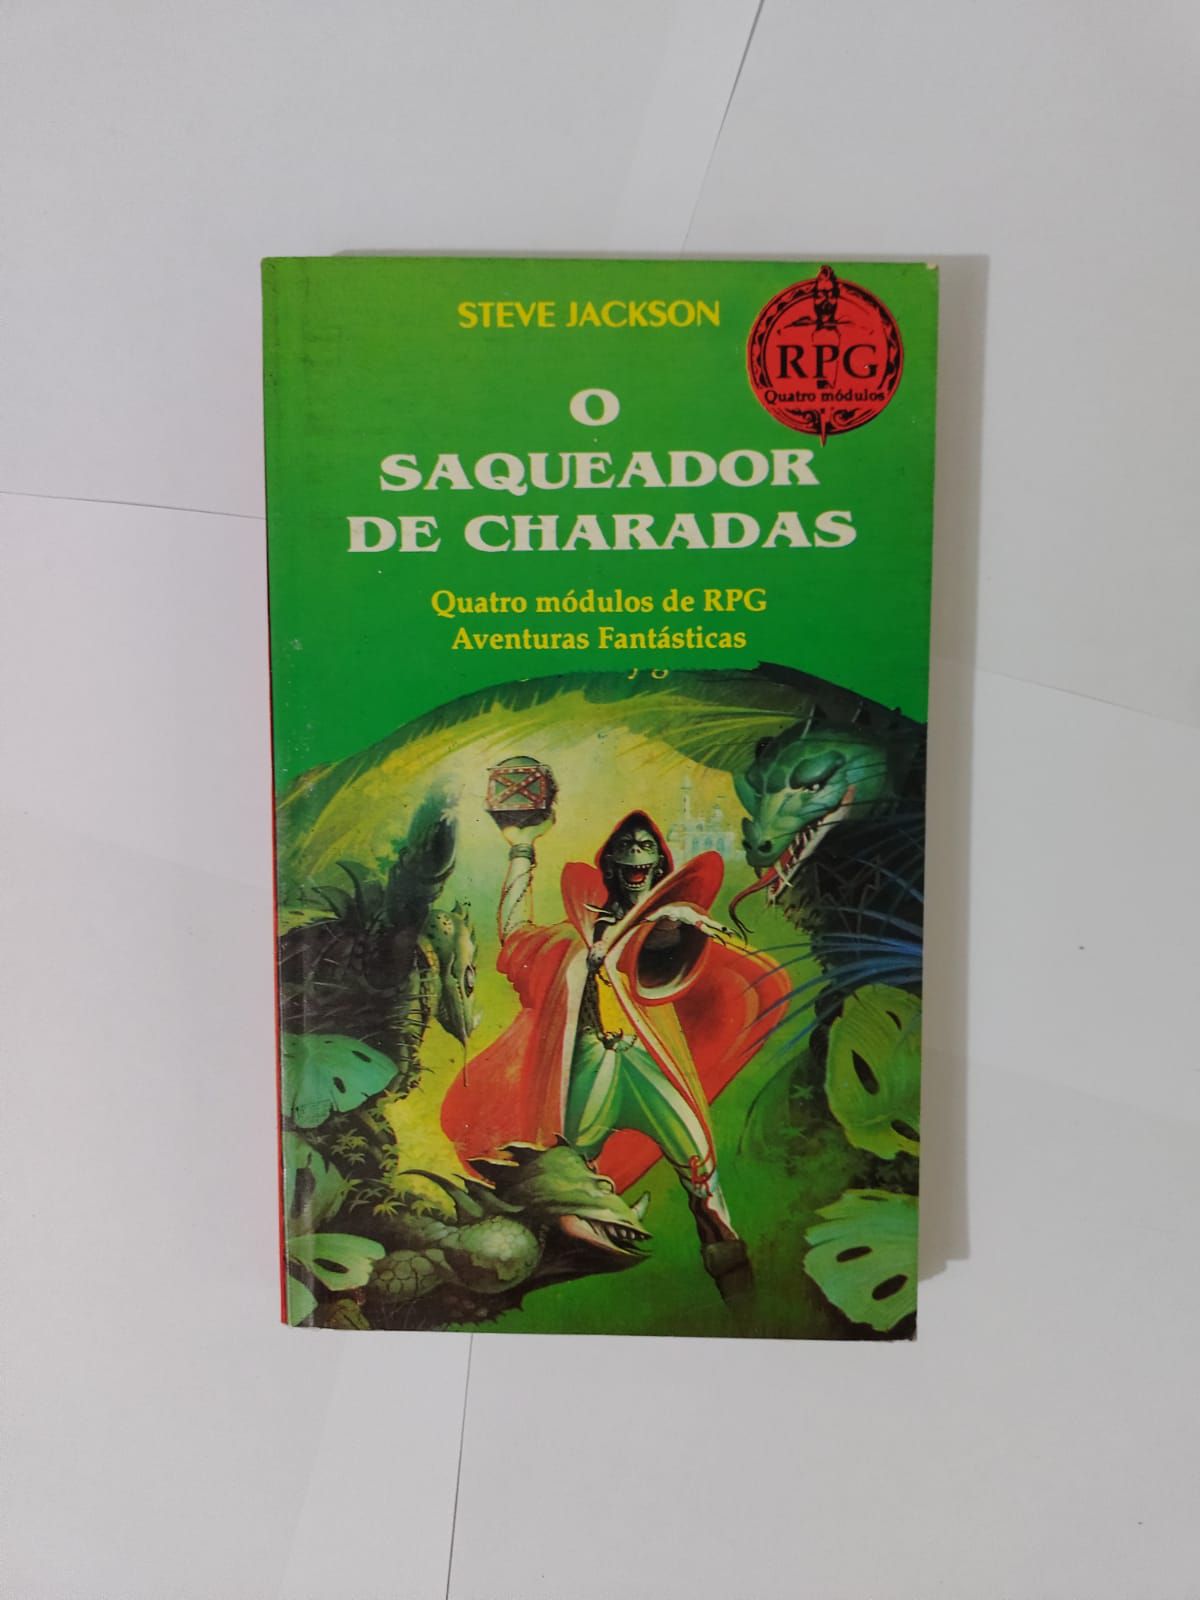 STEVE JACKSON
RPG
Quatro módulos
O
SAQUEADOR
DE CHARADAS
Quatro módulos de RPG
Aventuras Fantásticas